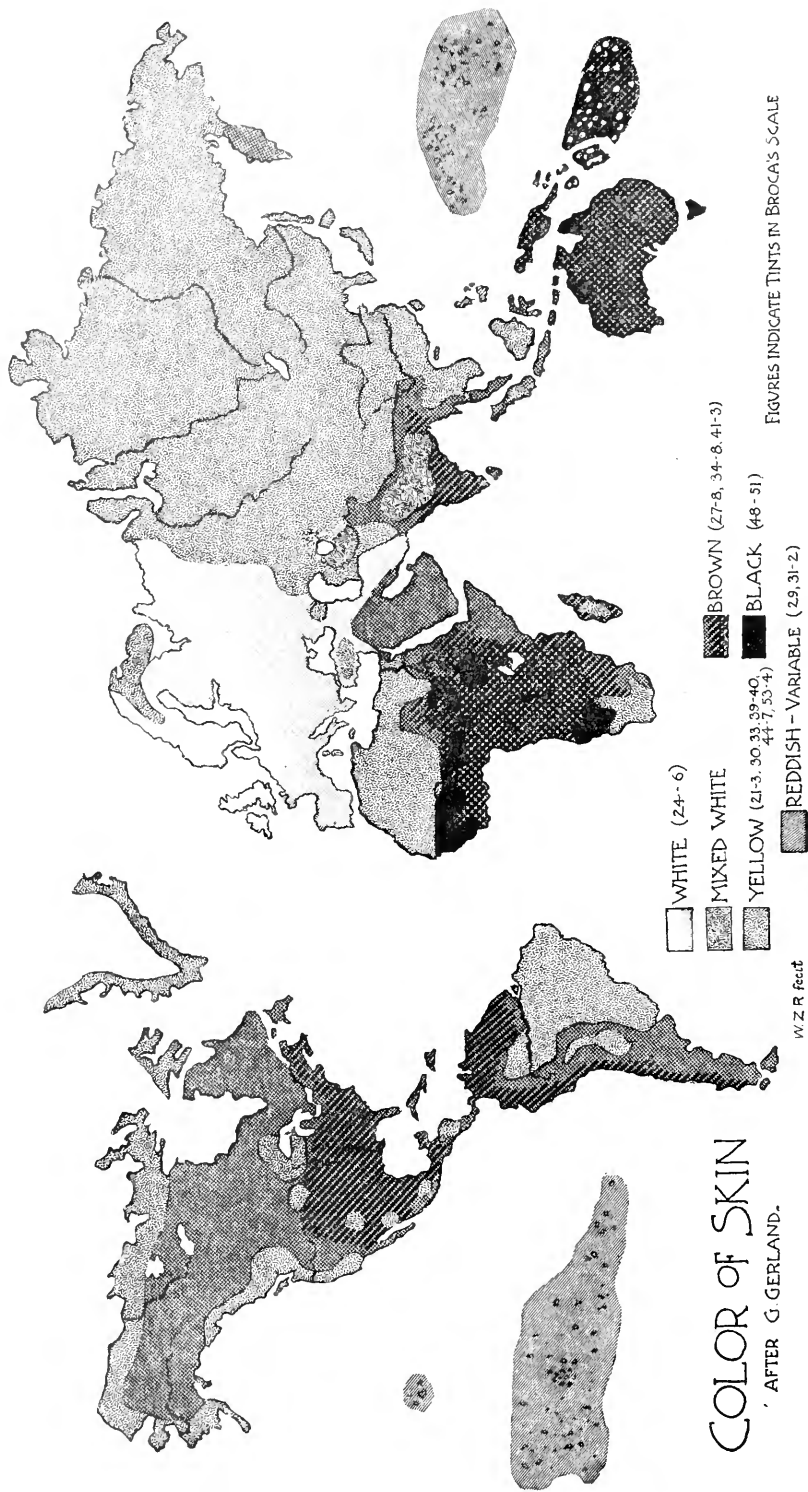 COLOR OF SKIN
AFTER G. GERLAND.
WHITE (24-6)
MIXED WHITE
YELLOW (21-3, 30, 33, 39-40,
44-7, 53-4)
REDDISH - VARIABLE (29, 31-2)
BROWN (27-8, 34-8, 41-3)
BLACK (48-51)
W. Z. R. fecit
FIGURES INDICATE TINTS IN BROCA'S SCALE